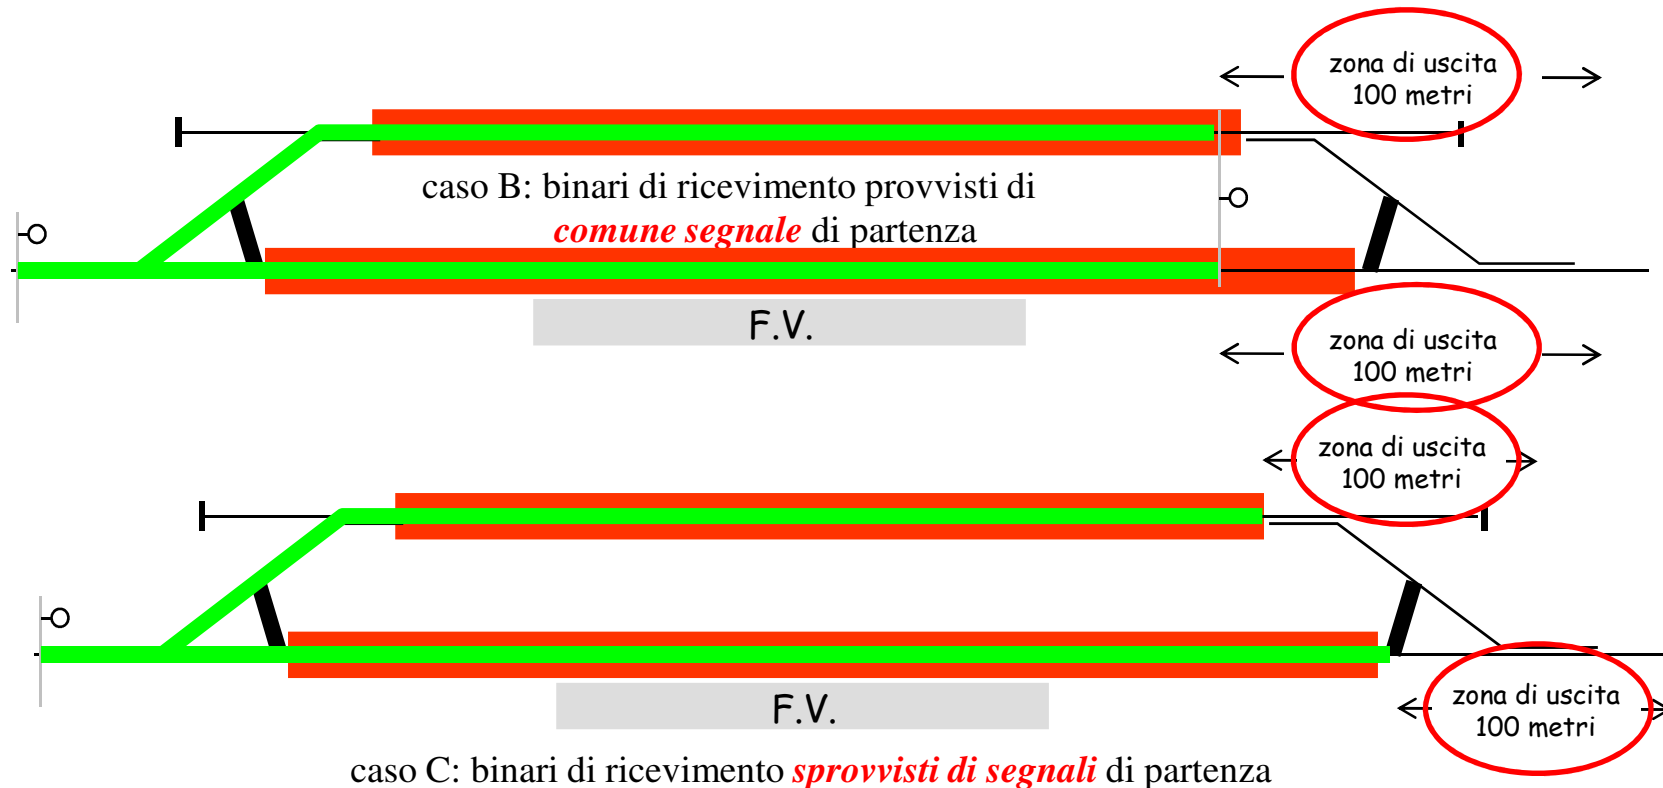 zona di uscita
100 metri
caso B: binari di ricevimento provvisti di
comune segnale di partenza
F.V.
zona di uscita
100 metri
zona di uscita
100 metri
F.V.
zona di uscita
100 metri
caso C: binari di ricevimento sprovvisti di segnali di partenza